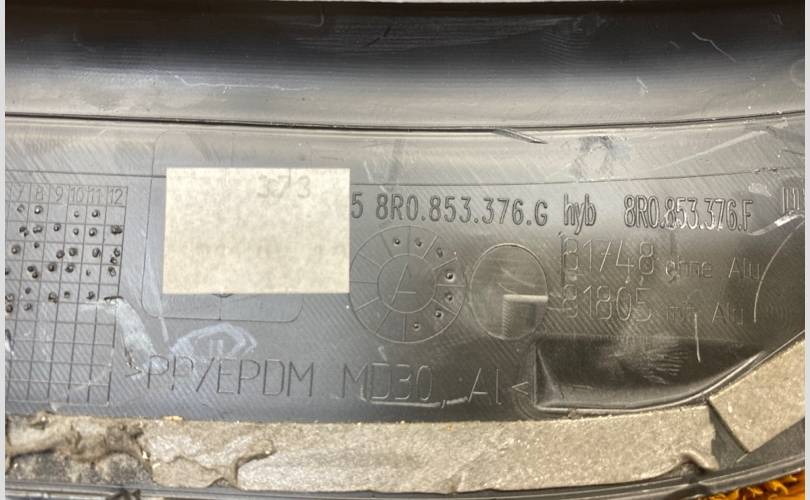 373
7 8 9 10 11 12
5 8R0.853.376.G hyb 8R0.853.376.F
A
81748 ohne Alu
81805 mit Alu
>PP/EPDM MD30, Al<